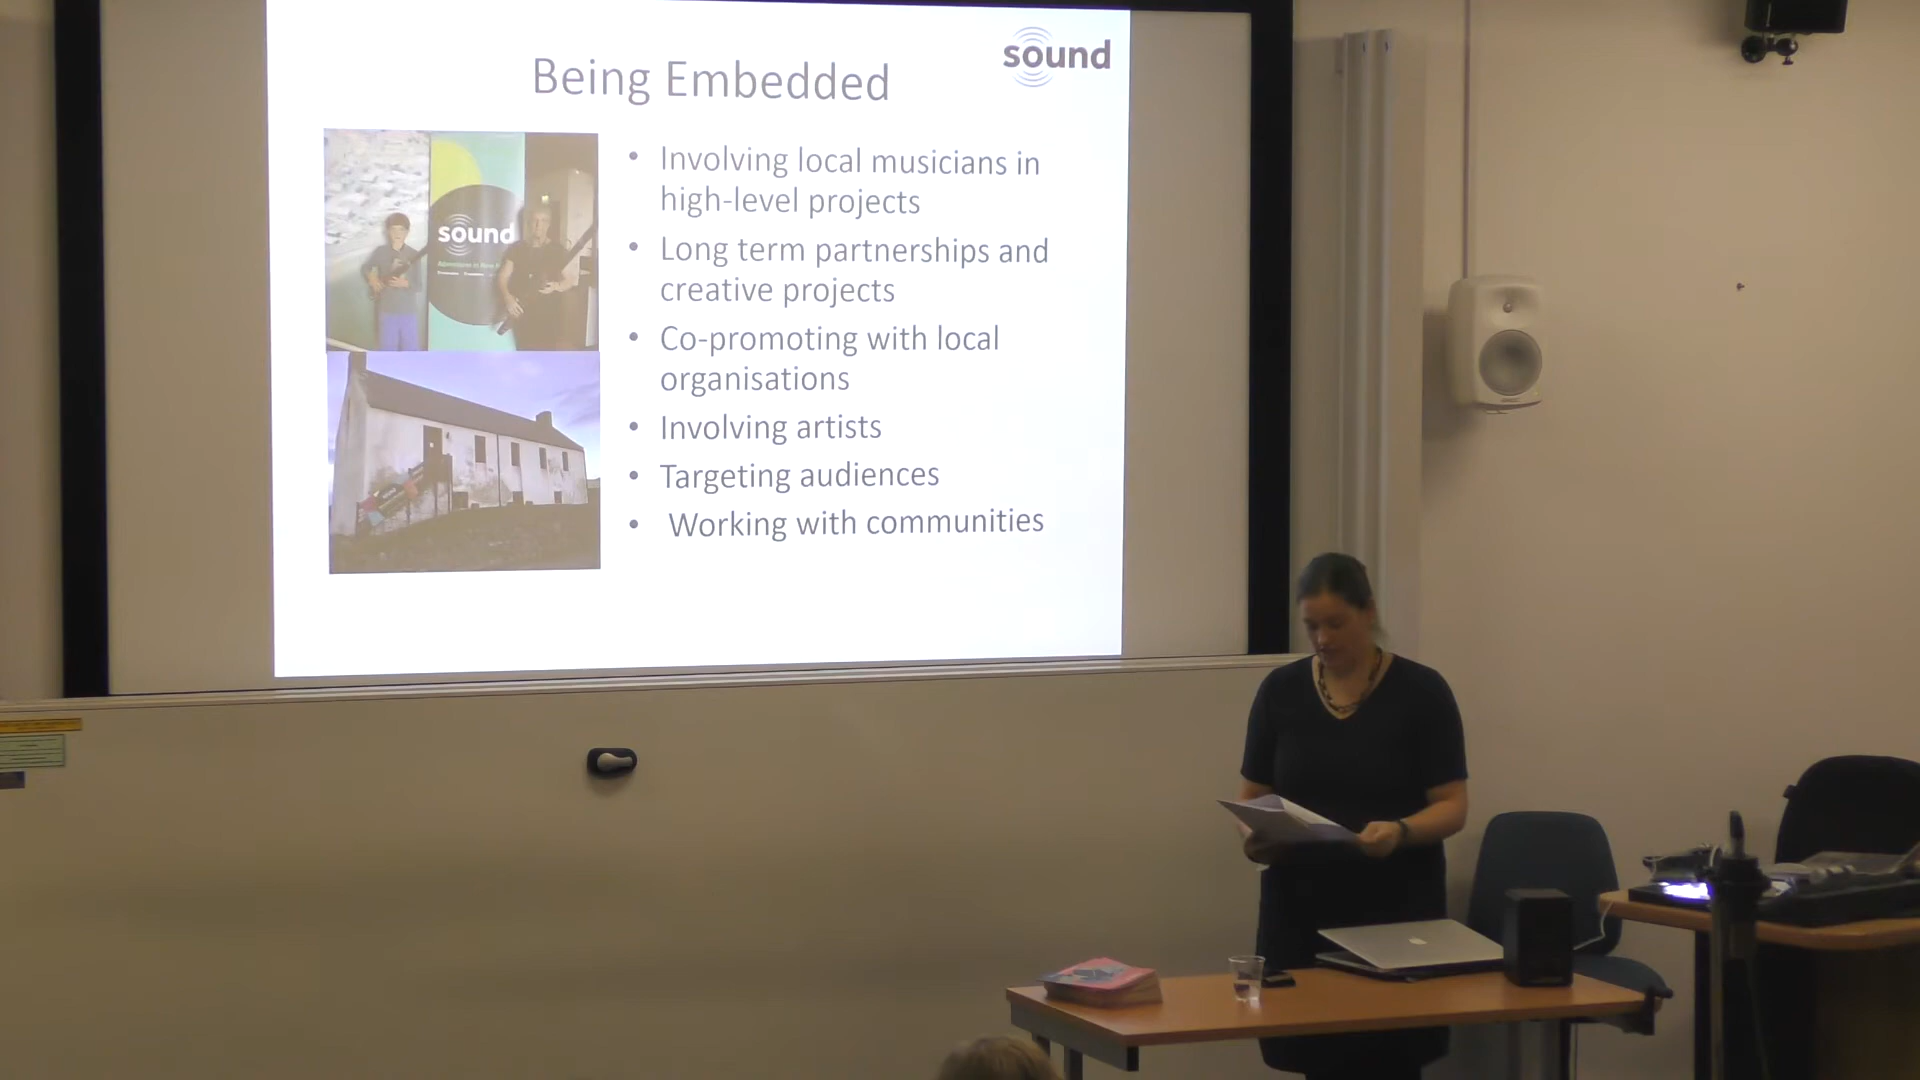 sound
Being Embedded
sound
• Involving local musicians in
high-level projects
• Long term partnerships and
creative projects
• Co-promoting with local
organisations
• Involving artists
• Targeting audiences
• Working with communities